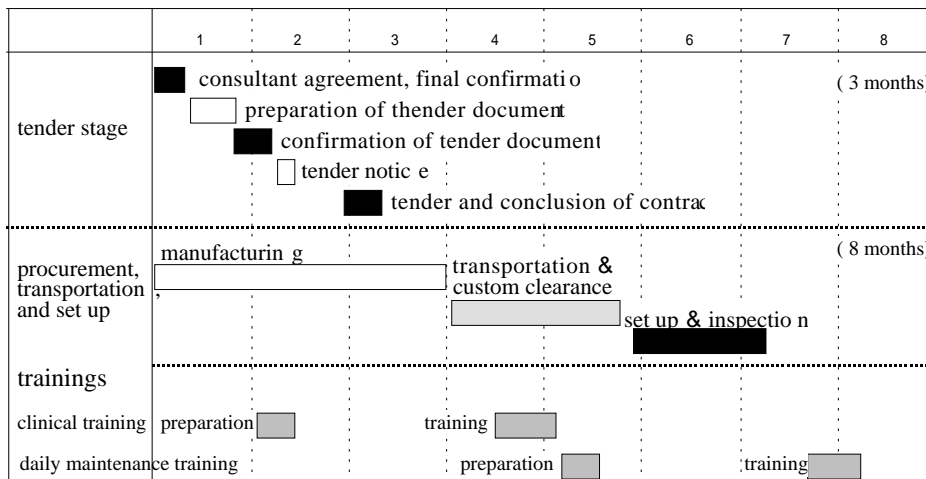 1 2 3 4 5 6 7 8
consultant agreement, final confirmatio
( 3 months)
preparation of thender document
tender stage
confirmation of tender document
tender notic e
tender and conclusion of contrac
manufacturin g
( 8 months)
procurement,
transportation
,
and set up
transportation &
custom clearance
set up & inspectio n
trainings
clinical training preparation training
daily maintenance training preparation training